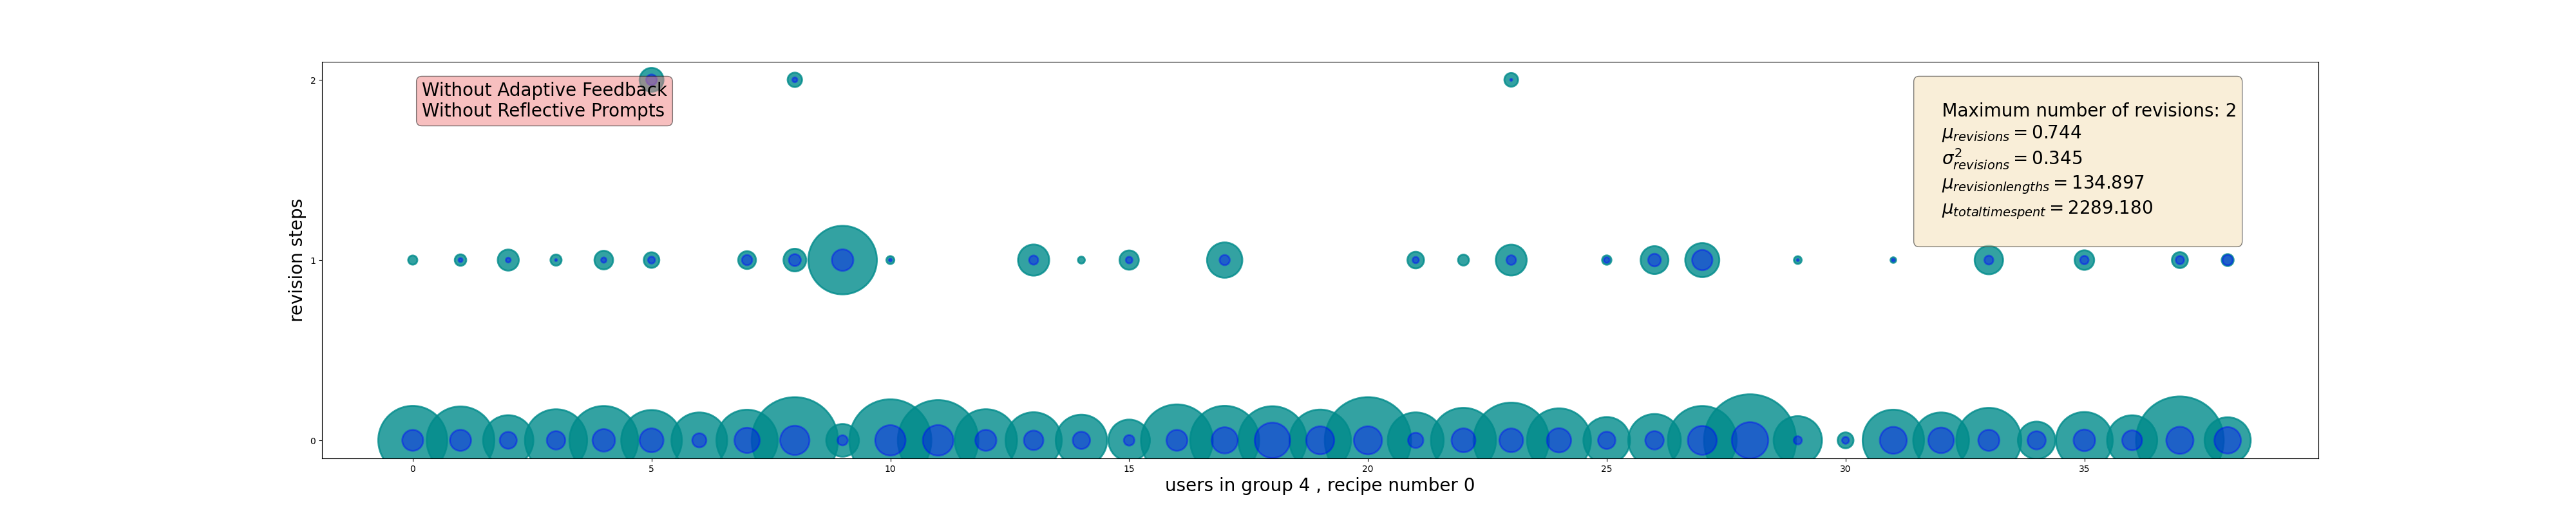 Without Adaptive Feedback
Without Reflective Prompts
Maximum number of revisions: 2
μrevisions = 0.744
σ²revisions = 0.345
μrevisionlengths = 134.897
μtotaltimespent = 2289.180
revision steps
2
1
0
0 5 10 15 20 25 30 35
users in group 4 , recipe number 0